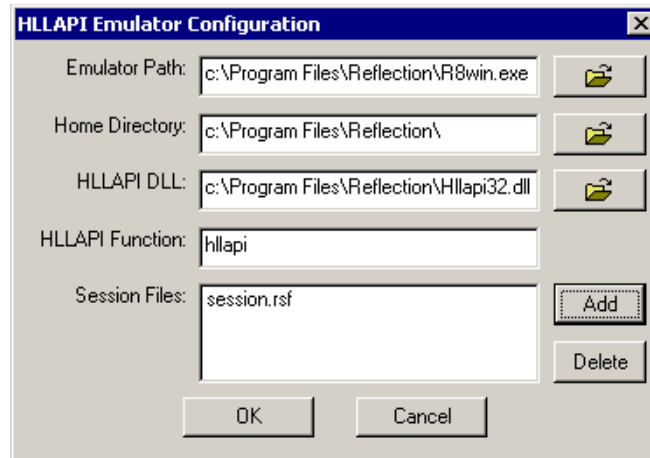 HLLAPI Emulator Configuration
Emulator Path: c:\Program Files\Reflection\R8win.exe
Home Directory: c:\Program Files\Reflection\
HLLAPI DLL: c:\Program Files\Reflection\Hllapi32.dll
HLLAPI Function: hllapi
Session Files: session.rsf
Add
Delete
OK Cancel